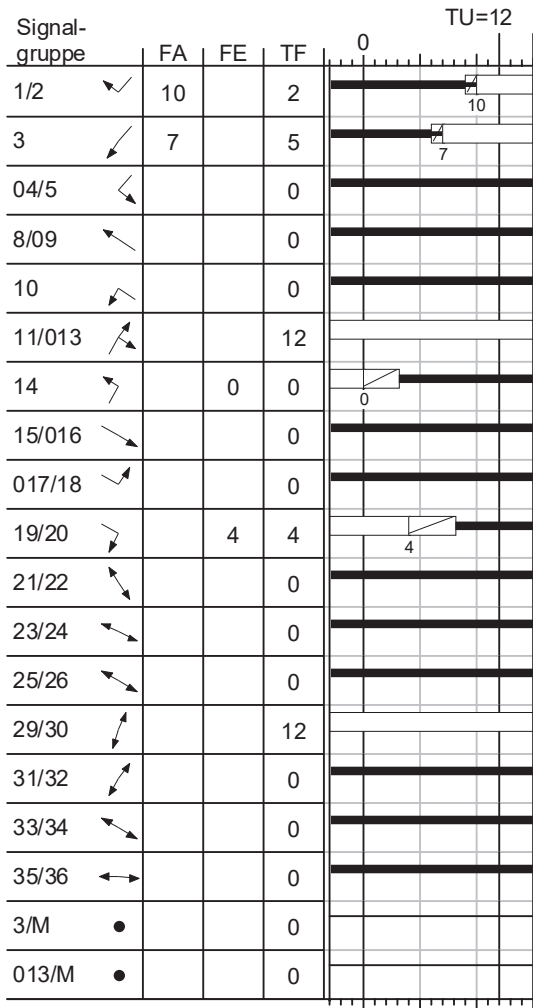 TU=12
Signal-
gruppe FA FE TF 0
1/2 10 2 10
3 7 5 7
04/5 0
8/09 0
10 0
11/013 12
14 0 0 0
15/016 0
017/18 0
19/20 4 4 4
21/22 0
23/24 0
25/26 0
29/30 12
31/32 0
33/34 0
35/36 0
3/M 0
013/M 0